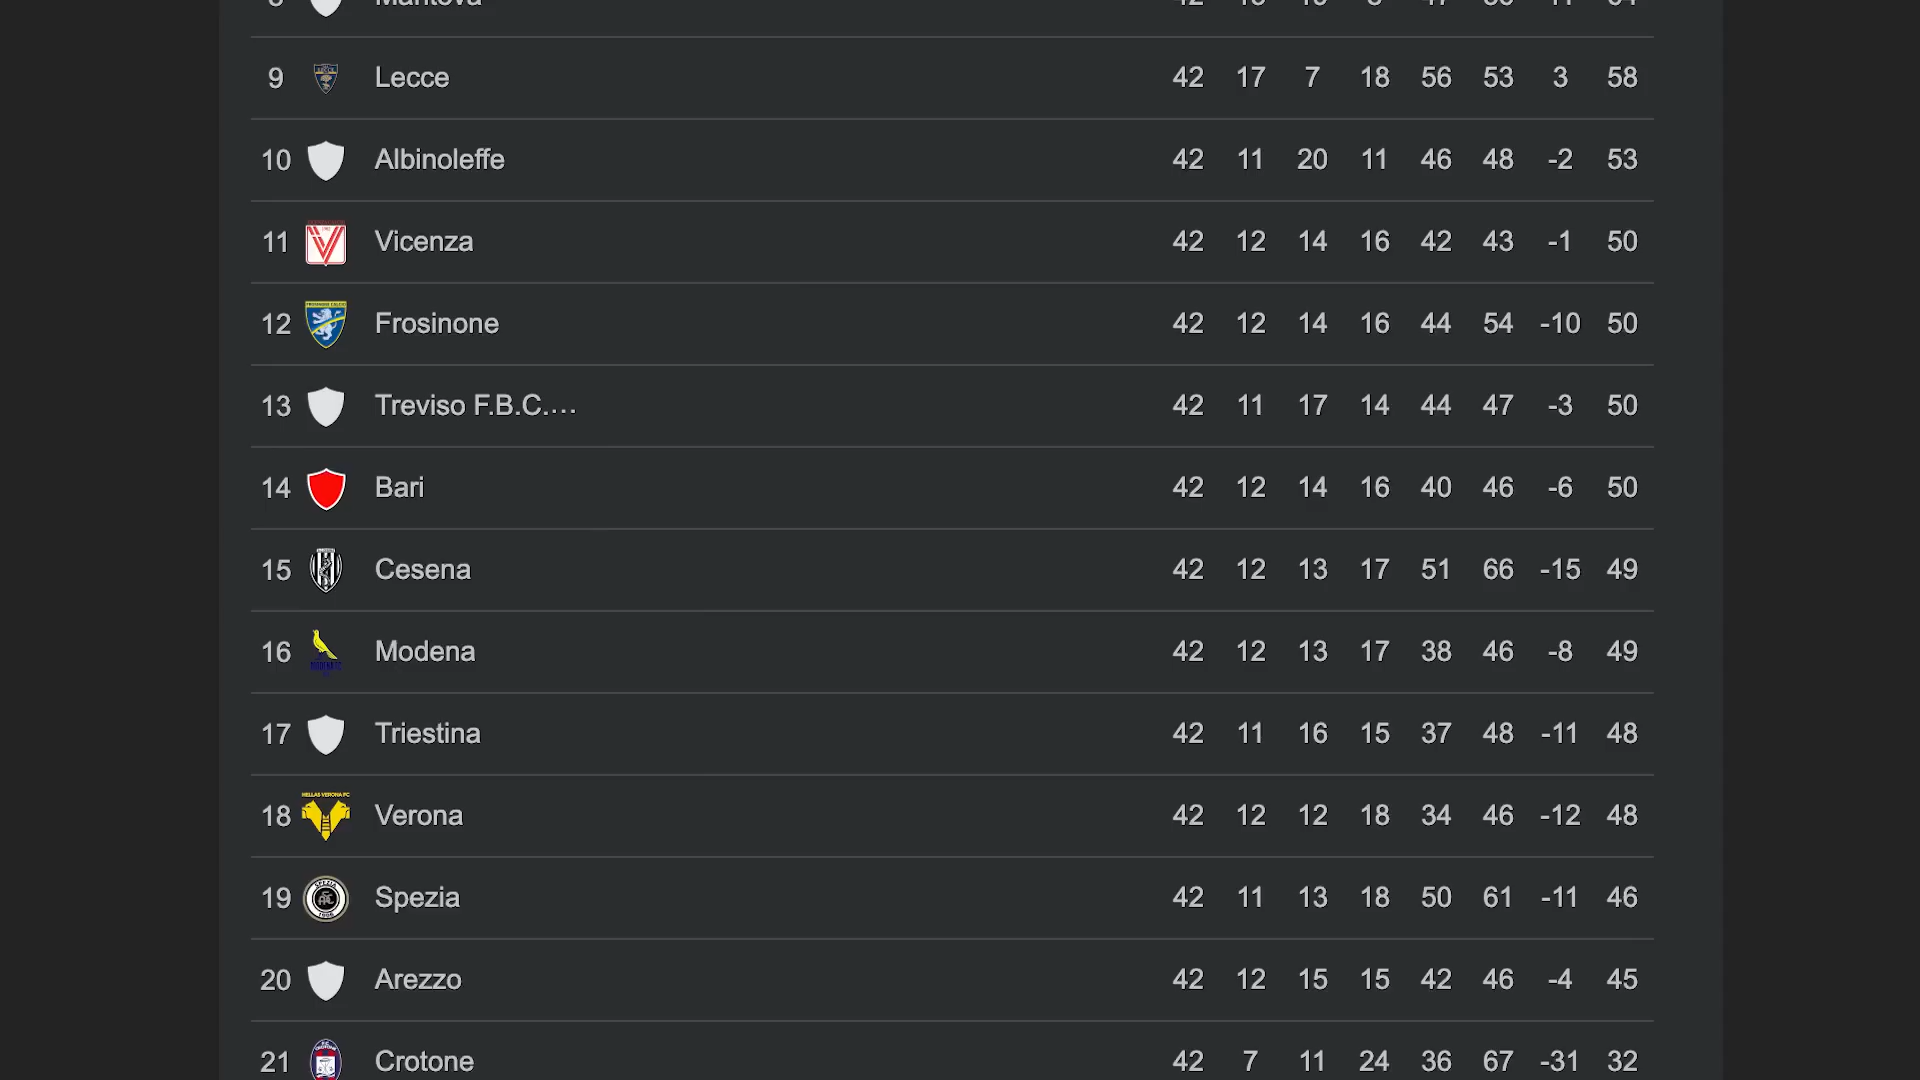 9 Lecce 42 17 7 18 56 53 3 58
10 Albinoleffe 42 11 20 11 46 48 -2 53
11 Vicenza 42 12 14 16 42 43 -1 50
12 Frosinone 42 12 14 16 44 54 -10 50
13 Treviso F.B.C.... 42 11 17 14 44 47 -3 50
14 Bari 42 12 14 16 40 46 -6 50
15 Cesena 42 12 13 17 51 66 -15 49
16 Modena 42 12 13 17 38 46 -8 49
17 Triestina 42 11 16 15 37 48 -11 48
18 Verona 42 12 12 18 34 46 -12 48
19 Spezia 42 11 13 18 50 61 -11 46
20 Arezzo 42 12 15 15 42 46 -4 45
21 Crotone 42 7 11 24 36 67 -31 32